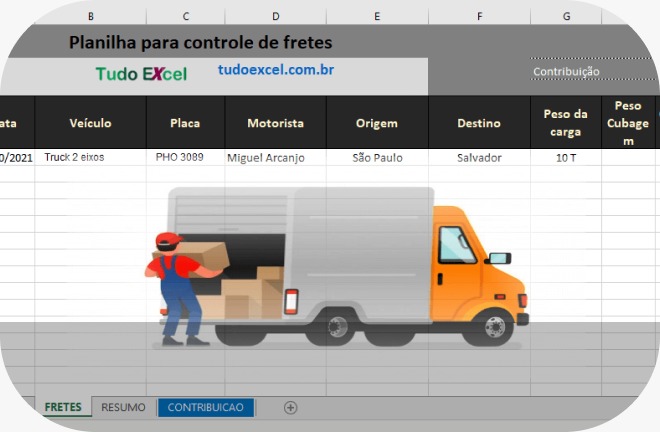 B C D E F G
Planilha para controle de fretes
Tudo EXcel
tudoexcel.com.br
Contribuição
ata Veículo Placa Motorista Origem Destino Peso da carga Peso Cubagem
0/2021 Truck 2 eixos PHO 3089 Miguel Arcanjo São Paulo Salvador 10 T
FRETES RESUMO CONTRIBUICAO